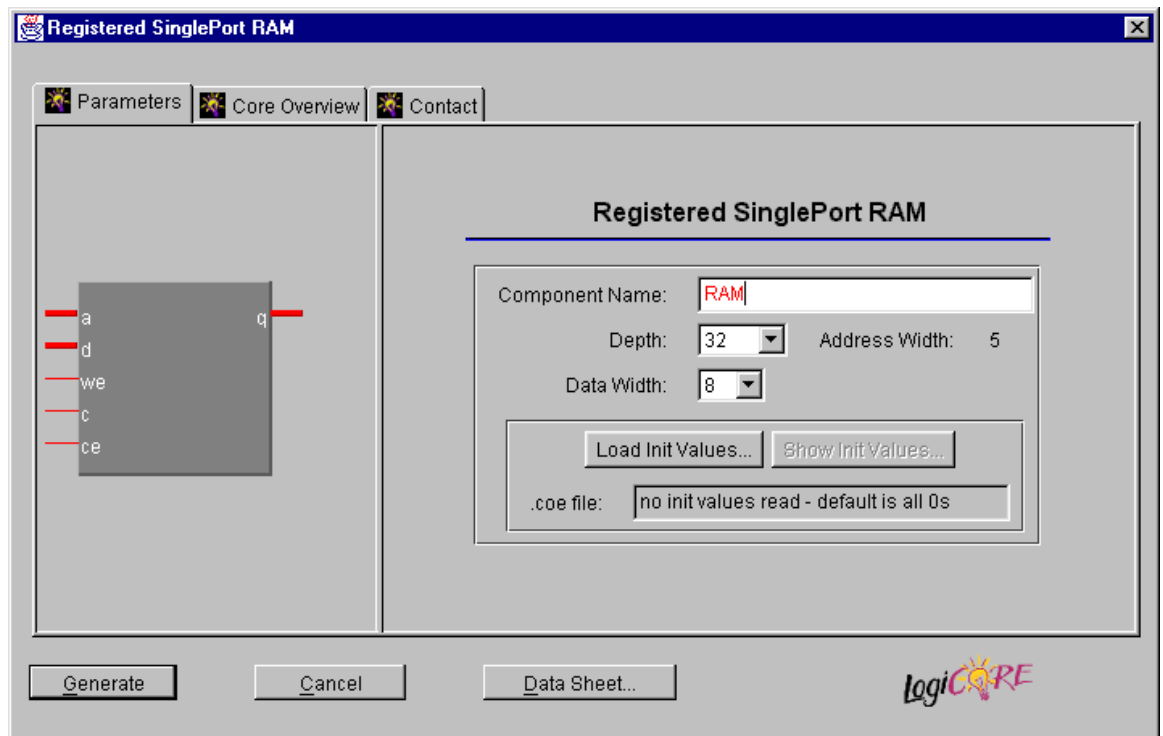 Registered SinglePort RAM
Parameters
Core Overview
Contact
a
d
we
c
ce
q
Registered SinglePort RAM
Component Name: RAM
Depth: 32 Address Width: 5
Data Width: 8
Load Init Values... Show Init Values...
.coe file: no init values read - default is all 0s
Generate Cancel Data Sheet...
LogiCORE